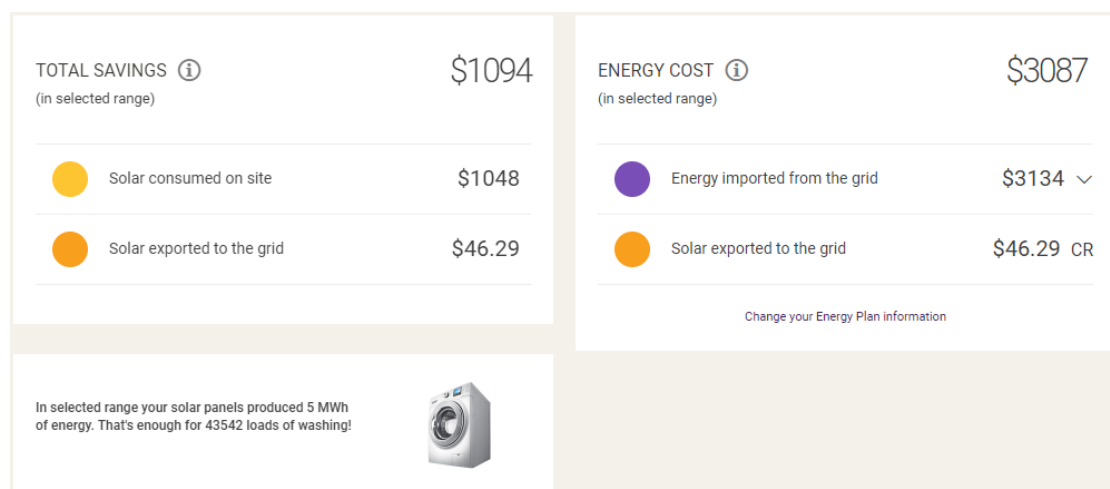 TOTAL SAVINGS
$1094
(in selected range)
Solar consumed on site
$1048
Solar exported to the grid
$46.29
ENERGY COST
$3087
(in selected range)
Energy imported from the grid
$3134
Solar exported to the grid
$46.29 CR
Change your Energy Plan information
In selected range your solar panels produced 5 MWh
of energy. That's enough for 43542 loads of washing!